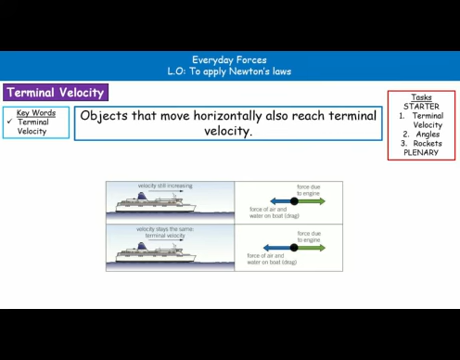 Everyday Forces
L.O: To apply Newton's laws
Terminal Velocity
Key Words
✓ Terminal
Velocity
Objects that move horizontally also reach terminal
velocity.
Tasks
STARTER
1. Terminal
Velocity
2. Angles
3. Rockets
PLENARY
velocity still increasing
force due
to engine
force of air and
water on boat (drag)
velocity stays the same
terminal velocity
force due
to engine
force of air and
water on boat (drag)